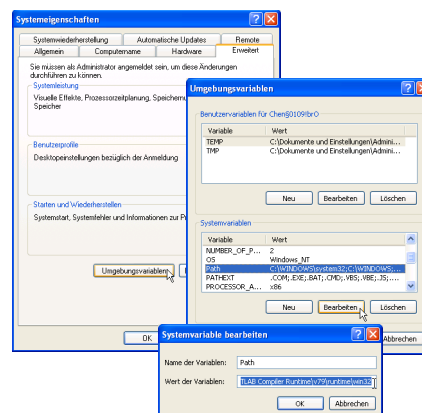 Systemeigenschaften
Systemwiederherstellung Automatische Updates Remote
Allgemein Computername Hardware Erweitert
Sie müssen als Administrator angemeldet sein, um diese Änderungen
durchführen zu können.
Systemleistung
Visuelle Effekte, Prozessorzeitplanung,
Speicher
Benutzerprofile
Desktopeinstellungen bezüglich der Anmeldung
Starten und Wiederherstellen
Systemstart, Systemfehler und Informationen zur
Umgebungsvariablen
OK
Umgebungsvariablen
Benutzervariablen für
Variable Wert
TEMP C:\Dokumente und Einstellungen\Admini...
TMP C:\Dokumente und Einstellungen\Admini...
Neu Bearbeiten Löschen
Systemvariablen
Variable Wert
NUMBER_OF_P... 2
OS Windows_NT
Path C:\WINDOWS\system32;C:\WINDOWS;...
PATHEXT .COM;.EXE;.BAT;.CMD;.VBS;.VBE;.JS;...
PROCESSOR_A... x86
Neu Bearbeiten Löschen
Abbrechen
Systemvariable bearbeiten
Name der Variablen: Path
Wert der Variablen: TLAB Compiler Runtime\v79\runtime\win32
OK Abbrechen